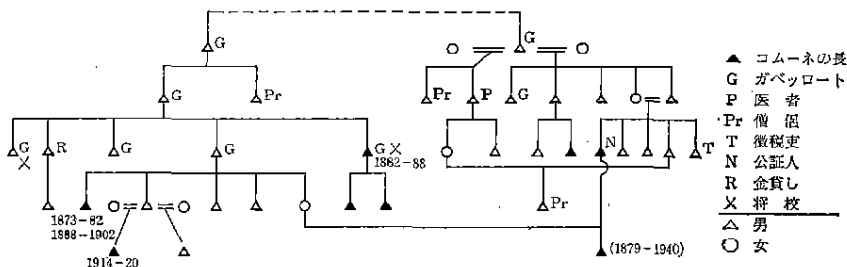 G
G
G
Pr
Pr
P
G
G
X
R
G
G
G X
1882-88
N
T
1873-82
1888-1902
Pr
1914-20
(1879-1940)
▲ コムーネの長
G ガベッロート
P 医者
Pr 僧侶
T 徴税吏
N 公証人
R 金貸し
X 将校
△ 男
○ 女